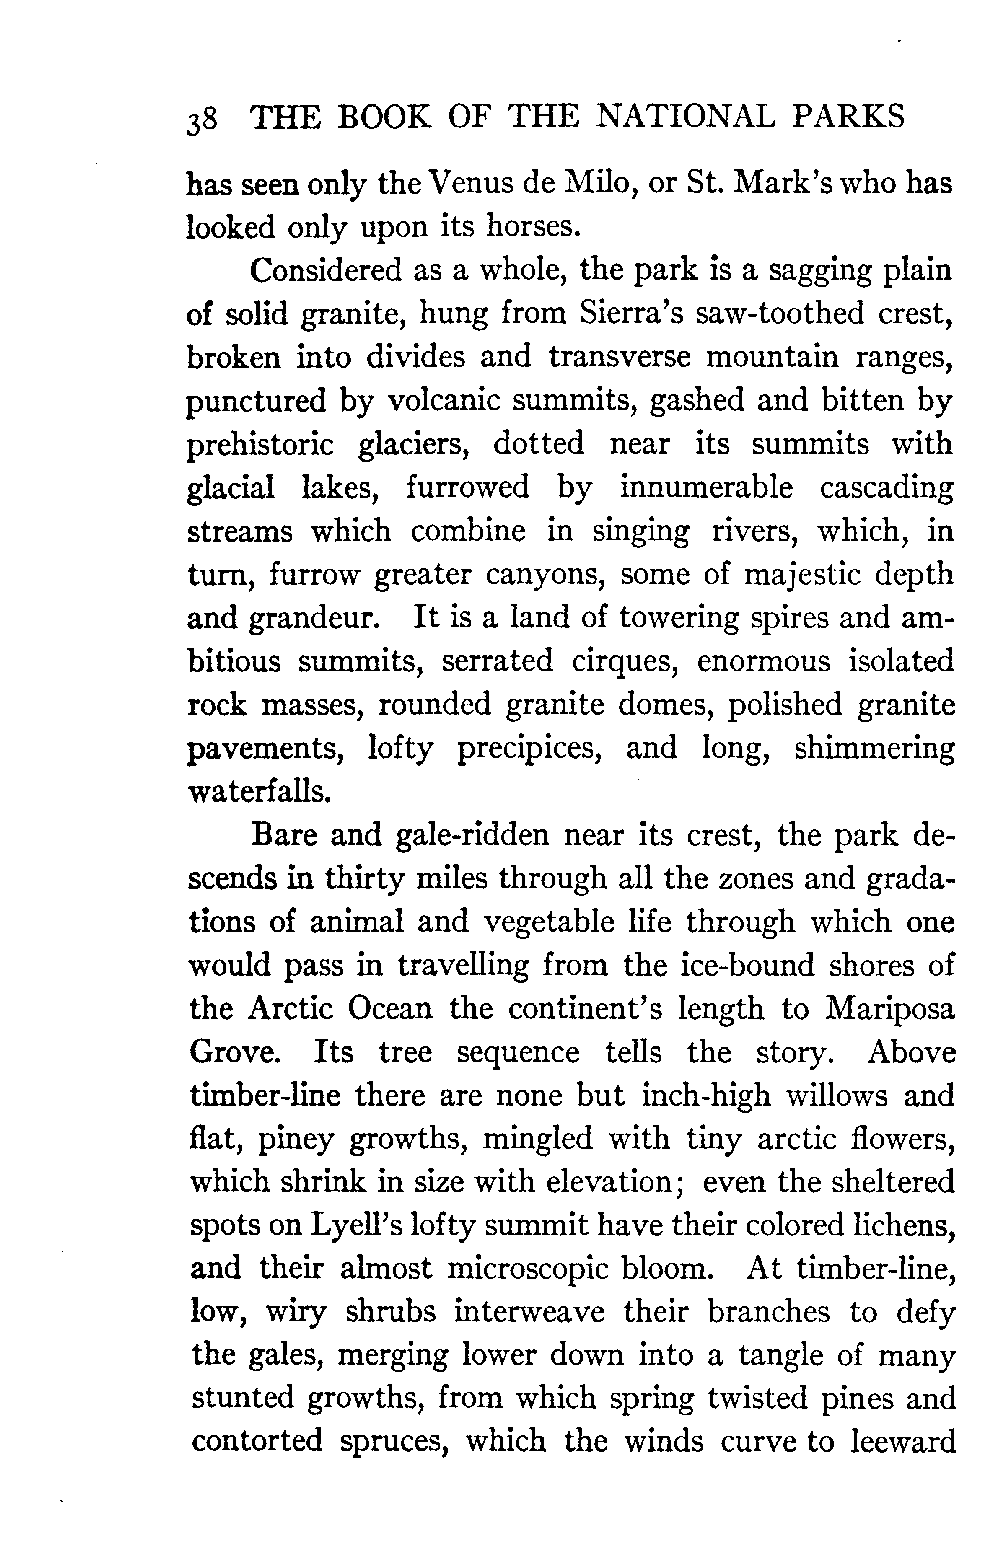 38 THE BOOK OF THE NATIONAL PARKS
has seen only the Venus de Milo, or St. Mark's who has
looked only upon its horses.
Considered as a whole, the park is a sagging plain
of solid granite, hung from Sierra's saw-toothed crest,
broken into divides and transverse mountain ranges,
punctured by volcanic summits, gashed and bitten by
prehistoric glaciers, dotted near its summits with
glacial lakes, furrowed by innumerable cascading
streams which combine in singing rivers, which, in
turn, furrow greater canyons, some of majestic depth
and grandeur. It is a land of towering spires and am-
bitious summits, serrated cirques, enormous isolated
rock masses, rounded granite domes, polished granite
pavements, lofty precipices, and long, shimmering
waterfalls.
Bare and gale-ridden near its crest, the park de-
scends in thirty miles through all the zones and grada-
tions of animal and vegetable life through which one
would pass in travelling from the ice-bound shores of
the Arctic Ocean the continent's length to Mariposa
Grove. Its tree sequence tells the story. Above
timber-line there are none but inch-high willows and
flat, piney growths, mingled with tiny arctic flowers,
which shrink in size with elevation; even the sheltered
spots on Lyell's lofty summit have their colored lichens,
and their almost microscopic bloom. At timber-line,
low, wiry shrubs interweave their branches to defy
the gales, merging lower down into a tangle of many
stunted growths, from which spring twisted pines and
contorted spruces, which the winds curve to leeward